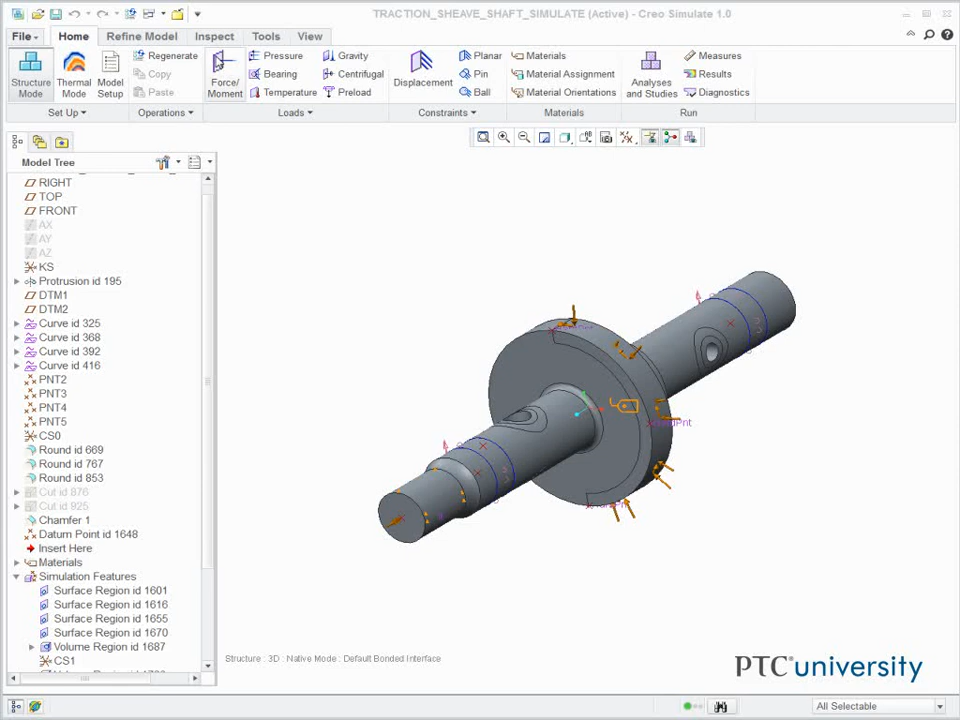 TRACTION_SHEAVE_SHAFT_SIMULATE (Active) - Creo Simulate 1.0
File Home Refine Model Inspect Tools View
Structure Mode
Thermal Mode
Model Setup
Regenerate
Copy
Paste
Force/ Moment
Pressure
Bearing
Temperature
Gravity
Centrifugal
Preload
Displacement
Planar
Pin
Ball
Materials
Material Assignment
Material Orientations
Analyses and Studies
Measures
Results
Diagnostics
Set Up Operations Loads Constraints Materials Run
Model Tree
RIGHT
TOP
FRONT
AX
AY
AZ
KS
Protrusion id 195
DTM1
DTM2
Curve id 325
Curve id 368
Curve id 392
Curve id 416
PNT2
PNT3
PNT4
PNT5
CS0
Round id 669
Round id 767
Round id 853
Cut id 876
Cut id 925
Chamfer 1
Datum Point id 1648
Insert Here
Materials
Simulation Features
Surface Region id 1601
Surface Region id 1616
Surface Region id 1655
Surface Region id 1670
Volume Region id 1687
CS1
Structure : 3D : Native Mode : Default Bonded Interface
PTC university
All Selectable